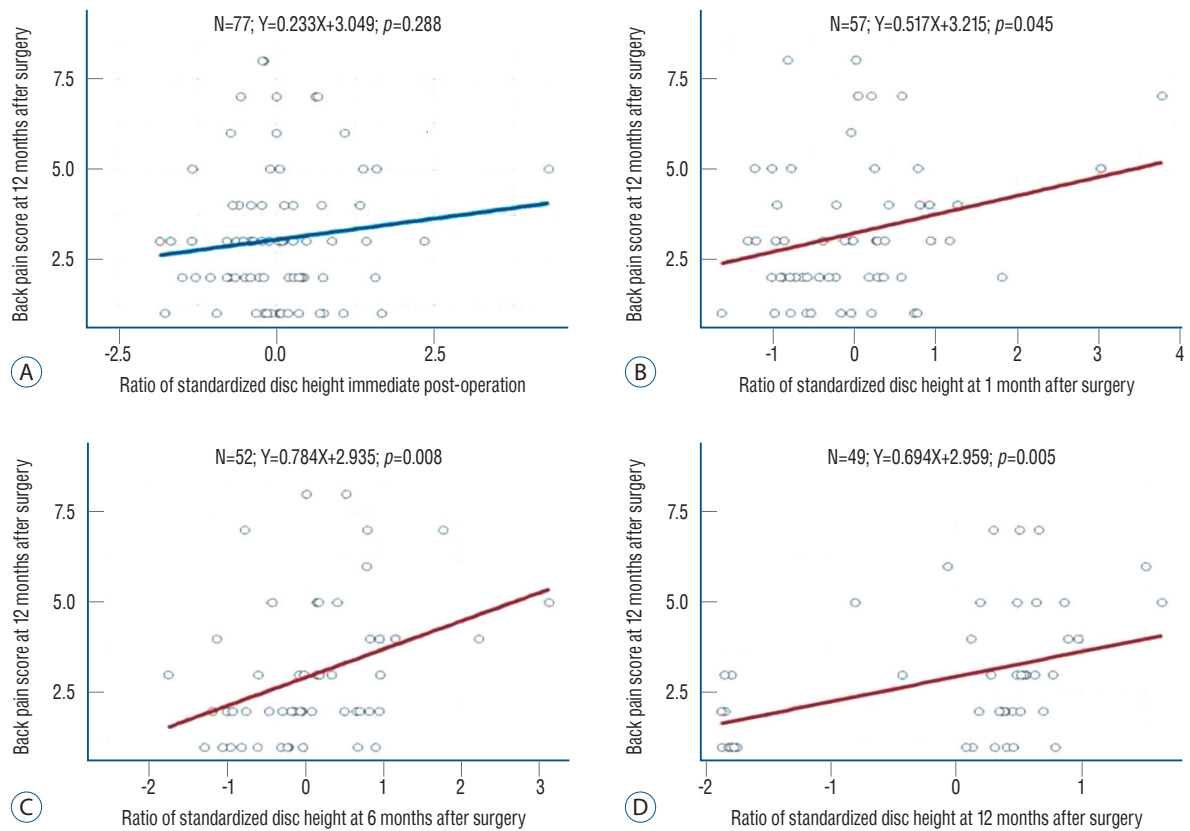 N=77; Y=0.233X+3.049; p=0.288
Back pain score at 12 months after surgery
7.5
5.0
2.5
-2.5
0.0
2.5
Ratio of standardized disc height immediate post-operation
A
N=57; Y=0.517X+3.215; p=0.045
Back pain score at 12 months after surgery
7.5
5.0
2.5
-1
0
1
2
3
4
Ratio of standardized disc height at 1 month after surgery
B
N=52; Y=0.784X+2.935; p=0.008
Back pain score at 12 months after surgery
7.5
5.0
2.5
-2
-1
0
1
2
3
Ratio of standardized disc height at 6 months after surgery
C
N=49; Y=0.694X+2.959; p=0.005
Back pain score at 12 months after surgery
7.5
5.0
2.5
-2
-1
0
1
Ratio of standardized disc height at 12 months after surgery
D